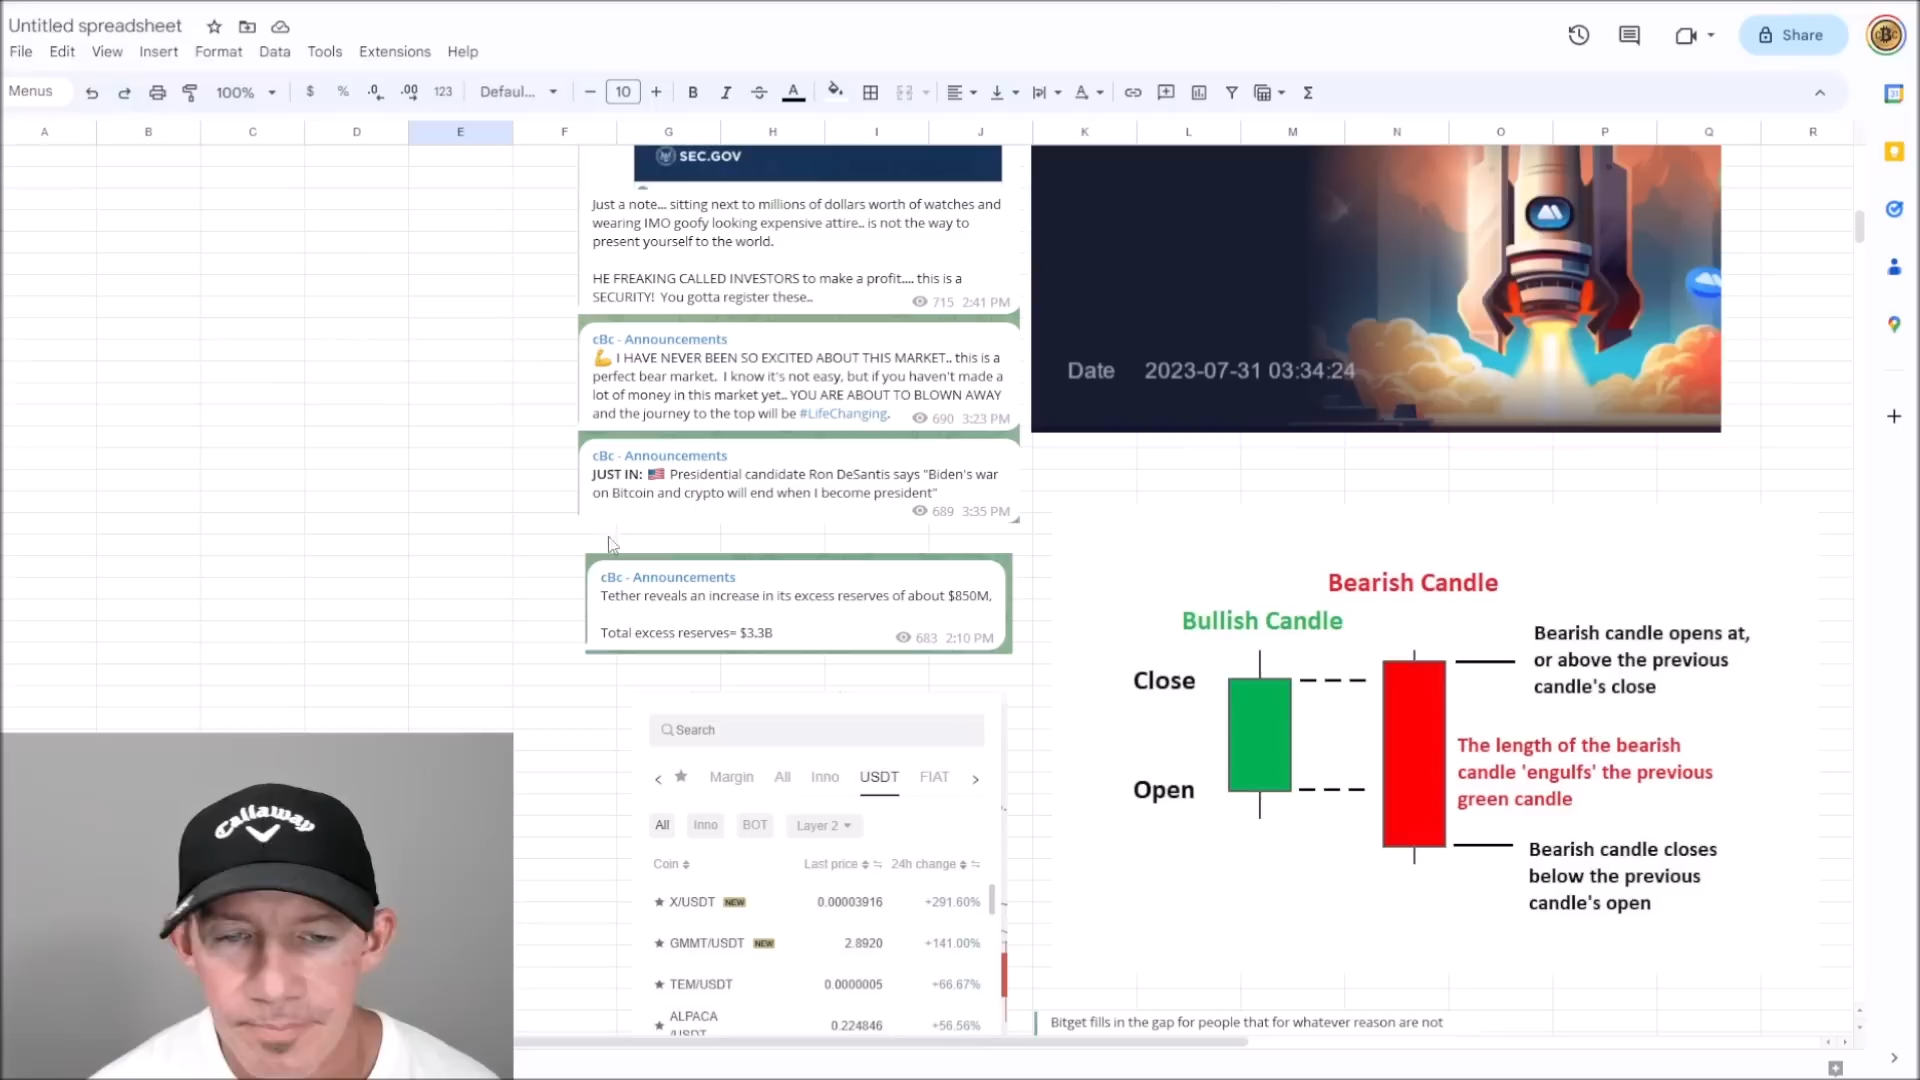 Untitled spreadsheet
File Edit View Insert Format Data Tools Extensions Help
Share
Menus
100%
$ % .0 .00 123
Defaul...
10
B I A
A B C D E F G H I J K L M N O P Q R
SEC.GOV
Just a note... sitting next to millions of dollars worth of watches and
wearing IMO goofy looking expensive attire.. is not the way to
present yourself to the world.
HE FREAKING CALLED INVESTORS to make a profit.... this is a
SECURITY! You gotta register these..
715 2:41 PM
cBc - Announcements
I HAVE NEVER BEEN SO EXCITED ABOUT THIS MARKET.. this is a
perfect bear market. I know it's not easy, but if you haven't made a
lot of money in this market yet.. YOU ARE ABOUT TO BLOWN AWAY
and the journey to the top will be #LifeChanging.
690 3:23 PM
cBc - Announcements
JUST IN: 🇺🇸 Presidential candidate Ron DeSantis says "Biden's war
on Bitcoin and crypto will end when I become president"
689 3:35 PM
cBc - Announcements
Tether reveals an increase in its excess reserves of about $850M,
Total excess reserves= $3.3B
683 2:10 PM
Search
Margin All Inno USDT FIAT
All Inno BOT Layer 2
Coin Last price 24h change
X/USDT NEW 0.00003916 +291.60%
GMMT/USDT NEW 2.8920 +141.00%
TEM/USDT 0.0000005 +66.67%
ALPACA
/USDT
0.224846 +56.56%
Date 2023-07-31 03:34:24
Bearish Candle
Bullish Candle
Close
Open
Bearish candle opens at,
or above the previous
candle's close
The length of the bearish
candle 'engulfs' the previous
green candle
Bearish candle closes
below the previous
candle's open
Bitget fills in the gap for people that for whatever reason are not
Callaway
31